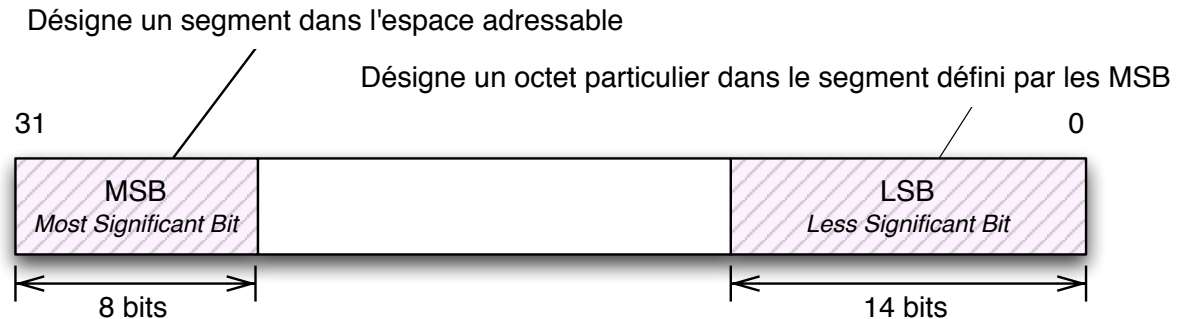 Désigne un segment dans l'espace adressable
Désigne un octet particulier dans le segment défini par les MSB
31
0
MSB
Most Significant Bit
LSB
Less Significant Bit
8 bits
14 bits